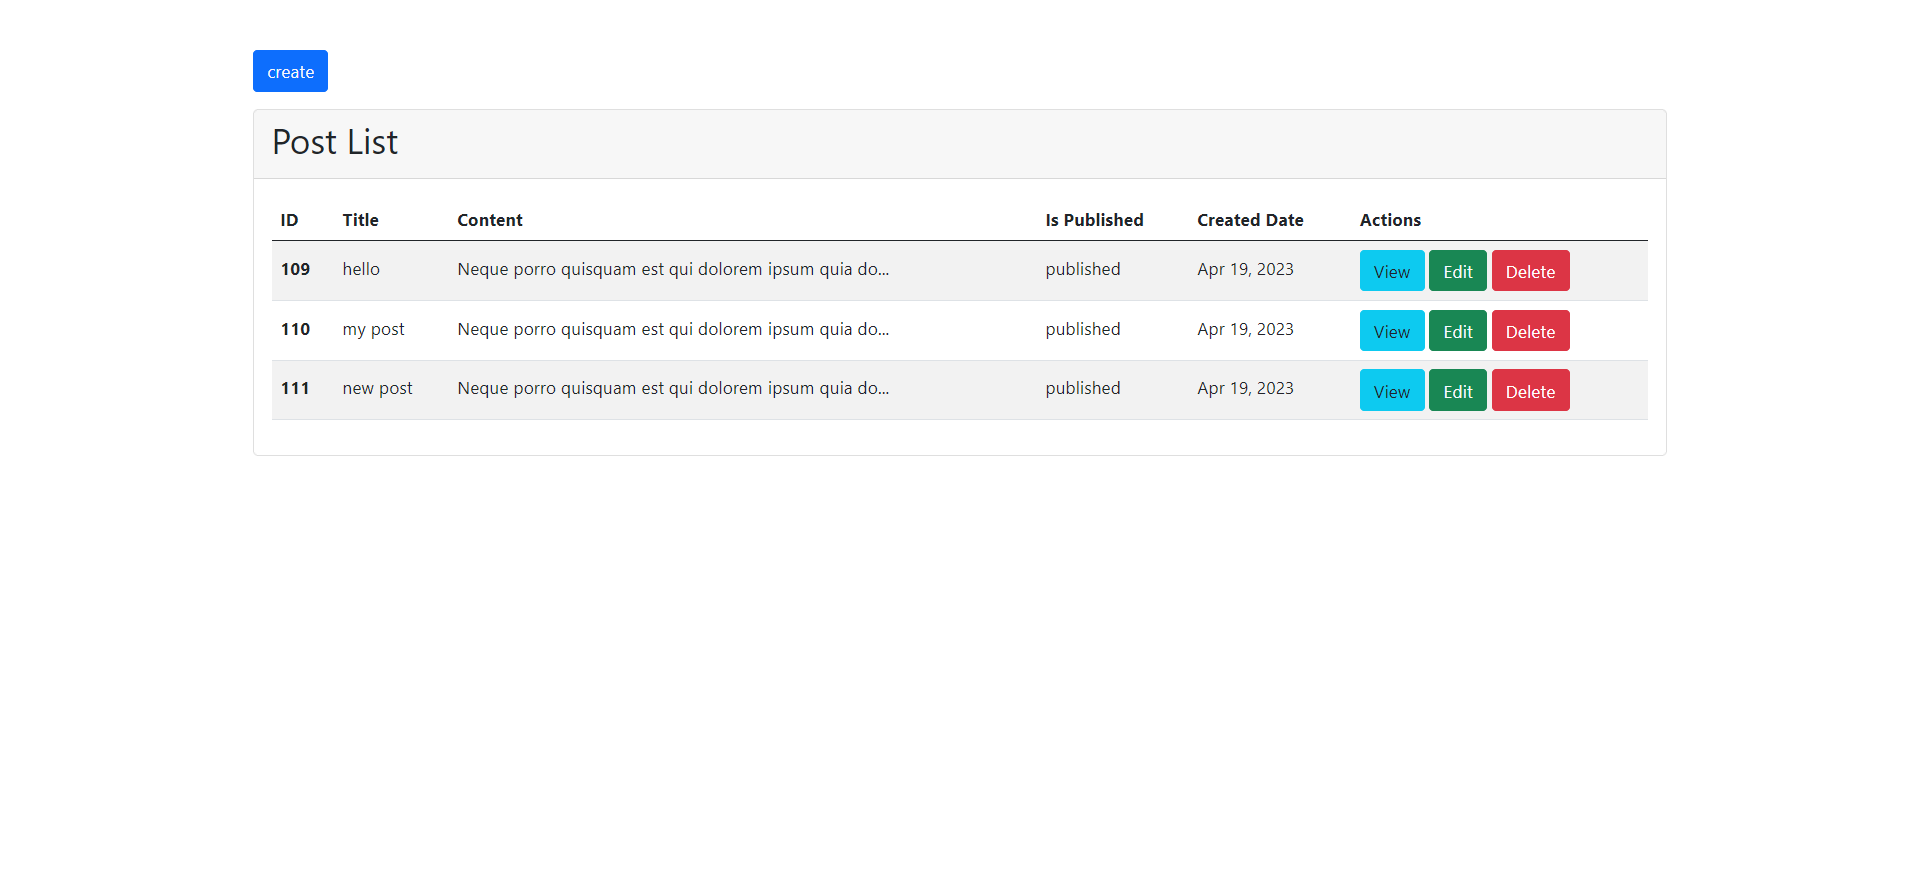 create
Post List
ID Title Content Is Published Created Date Actions
109 hello Neque porro quisquam est qui dolorem ipsum quia do... published Apr 19, 2023 View Edit Delete
110 my post Neque porro quisquam est qui dolorem ipsum quia do... published Apr 19, 2023 View Edit Delete
111 new post Neque porro quisquam est qui dolorem ipsum quia do... published Apr 19, 2023 View Edit Delete